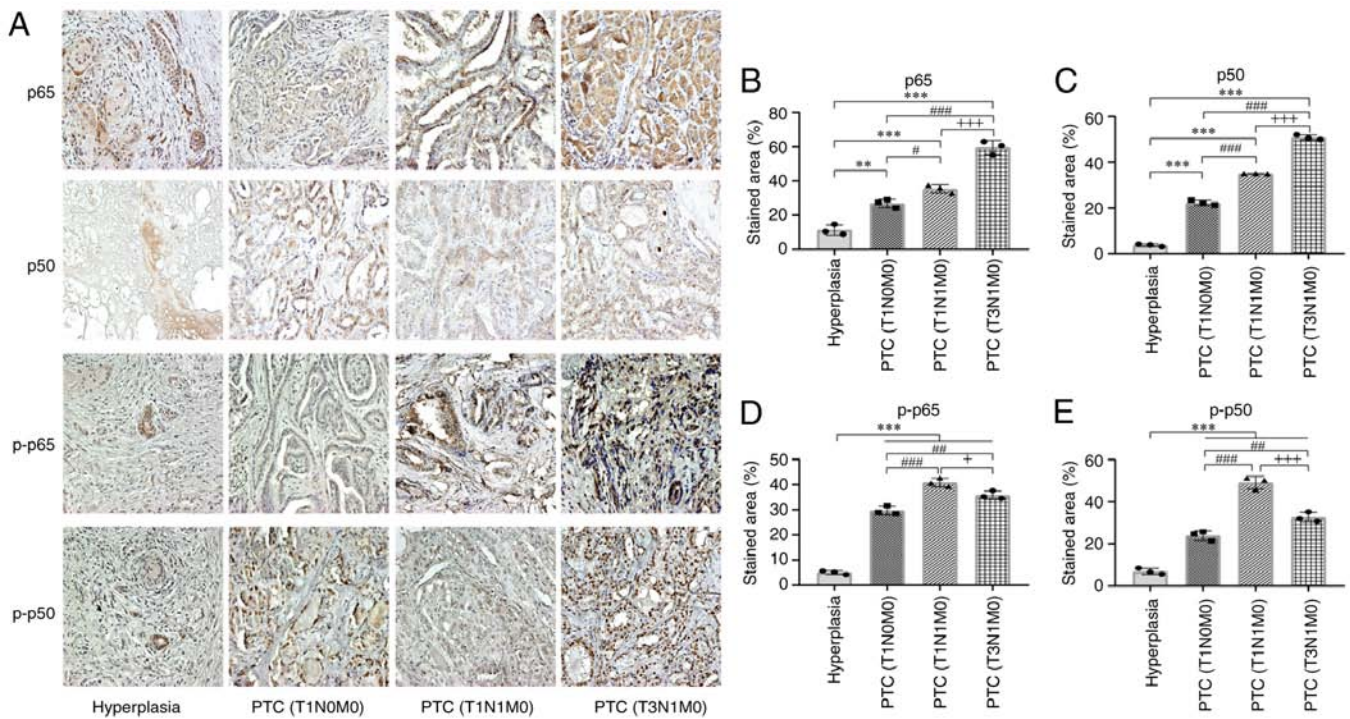 A
p65
p50
p-p65
p-p50
Hyperplasia
PTC (T1N0M0)
PTC (T1N1M0)
PTC (T3N1M0)
B
p65
***
###
+++
***
#
**
Stained area (%)
80
60
40
20
0
Hyperplasia
PTC (T1N0M0)
PTC (T1N1M0)
PTC (T3N1M0)
C
p50
***
###
+++
***
###
***
Stained area (%)
60
40
20
0
Hyperplasia
PTC (T1N0M0)
PTC (T1N1M0)
PTC (T3N1M0)
D
p-p65
***
##
###
+
Stained area (%)
50
40
30
20
10
0
Hyperplasia
PTC (T1N0M0)
PTC (T1N1M0)
PTC (T3N1M0)
E
p-p50
***
##
###
+++
Stained area (%)
60
40
20
0
Hyperplasia
PTC (T1N0M0)
PTC (T1N1M0)
PTC (T3N1M0)